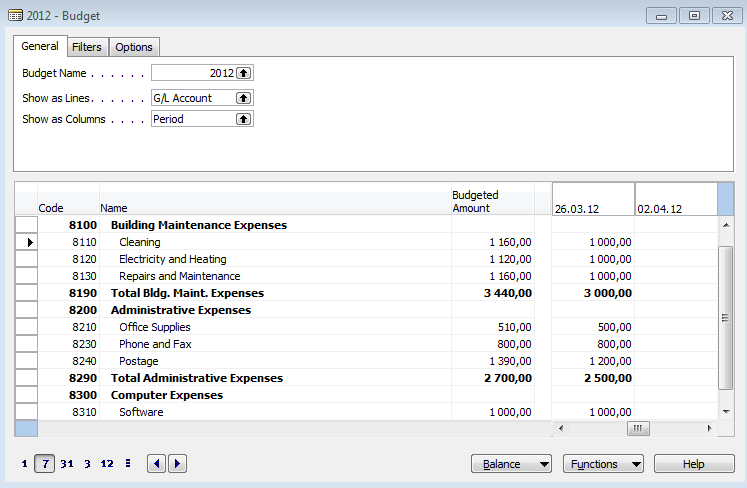 2012 - Budget
General Filters Options
Budget Name . . . . . . 2012
Show as Lines. . . . . . G/L Account
Show as Columns . . . . Period
Budgeted
Code Name Amount 26.03.12 02.04.12
8100 Building Maintenance Expenses
8110 Cleaning 1 160,00 1 000,00
8120 Electricity and Heating 1 120,00 1 000,00
8130 Repairs and Maintenance 1 160,00 1 000,00
8190 Total Bldg. Maint. Expenses 3 440,00 3 000,00
8200 Administrative Expenses
8210 Office Supplies 510,00 500,00
8230 Phone and Fax 800,00 800,00
8240 Postage 1 390,00 1 200,00
8290 Total Administrative Expenses 2 700,00 2 500,00
8300 Computer Expenses
8310 Software 1 000,00 1 000,00
1 7 31 3 12 Balance Functions Help